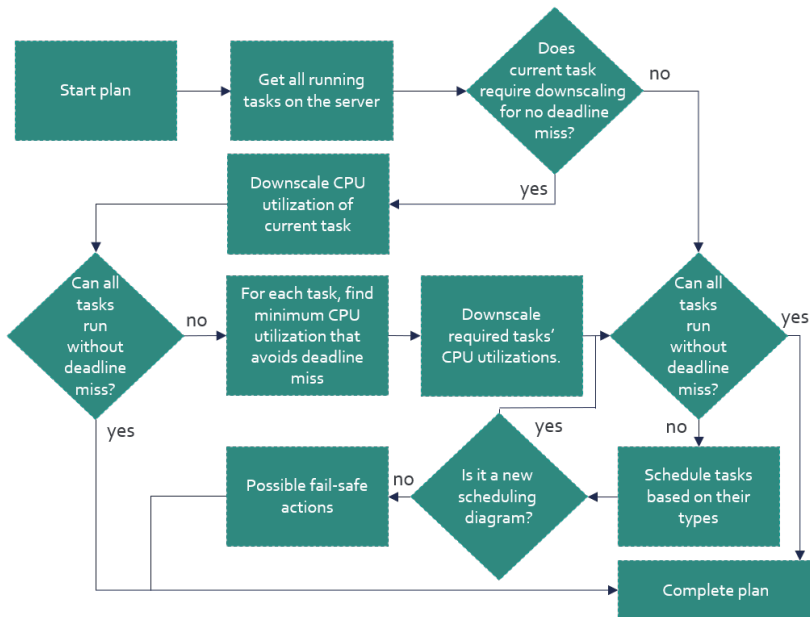 Start plan
Get all running
tasks on the server
Does
current task
require downscaling
for no deadline
miss?
no
yes
Downscale CPU
utilization of
current task
Can all
tasks
run
without
deadline
miss?
no
yes
For each task, find
minimum CPU
utilization that
avoids deadline
miss
Downscale
required tasks’
CPU utilizations.
Can all
tasks
run
without
deadline
miss?
yes
no
Schedule tasks
based on their
types
Is it a new
scheduling
diagram?
yes
no
Possible fail-safe
actions
Complete plan